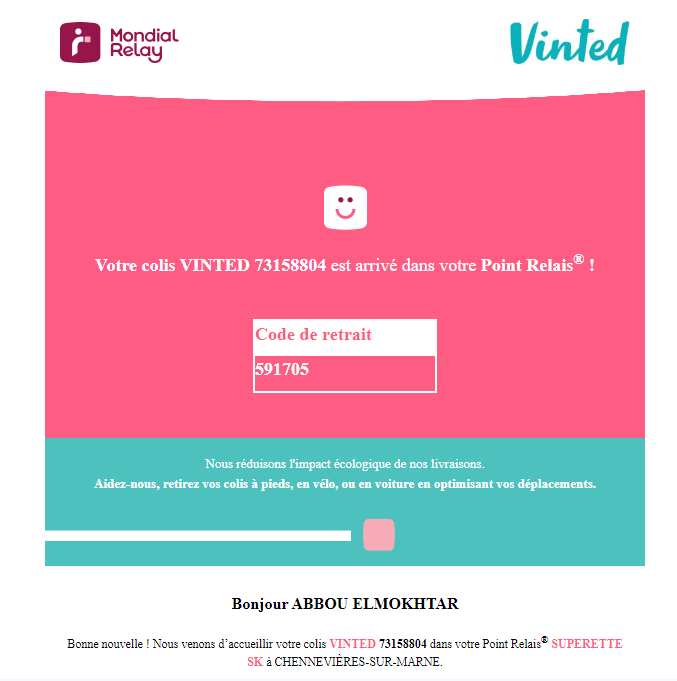 Mondial
Relay
Vinted
Votre colis VINTED 73158804 est arrivé dans votre Point Relais® !
Code de retrait
591705
Nous réduisons l'impact écologique de nos livraisons.
Aidez-nous, retirez vos colis à pieds, en vélo, ou en voiture en optimisant vos déplacements.
Bonjour ABBOU ELMOKHTAR
Bonne nouvelle ! Nous venons d’accueillir votre colis VINTED 73158804 dans votre Point Relais® SUPERETTE
SK à CHENNEVIÈRES-SUR-MARNE.